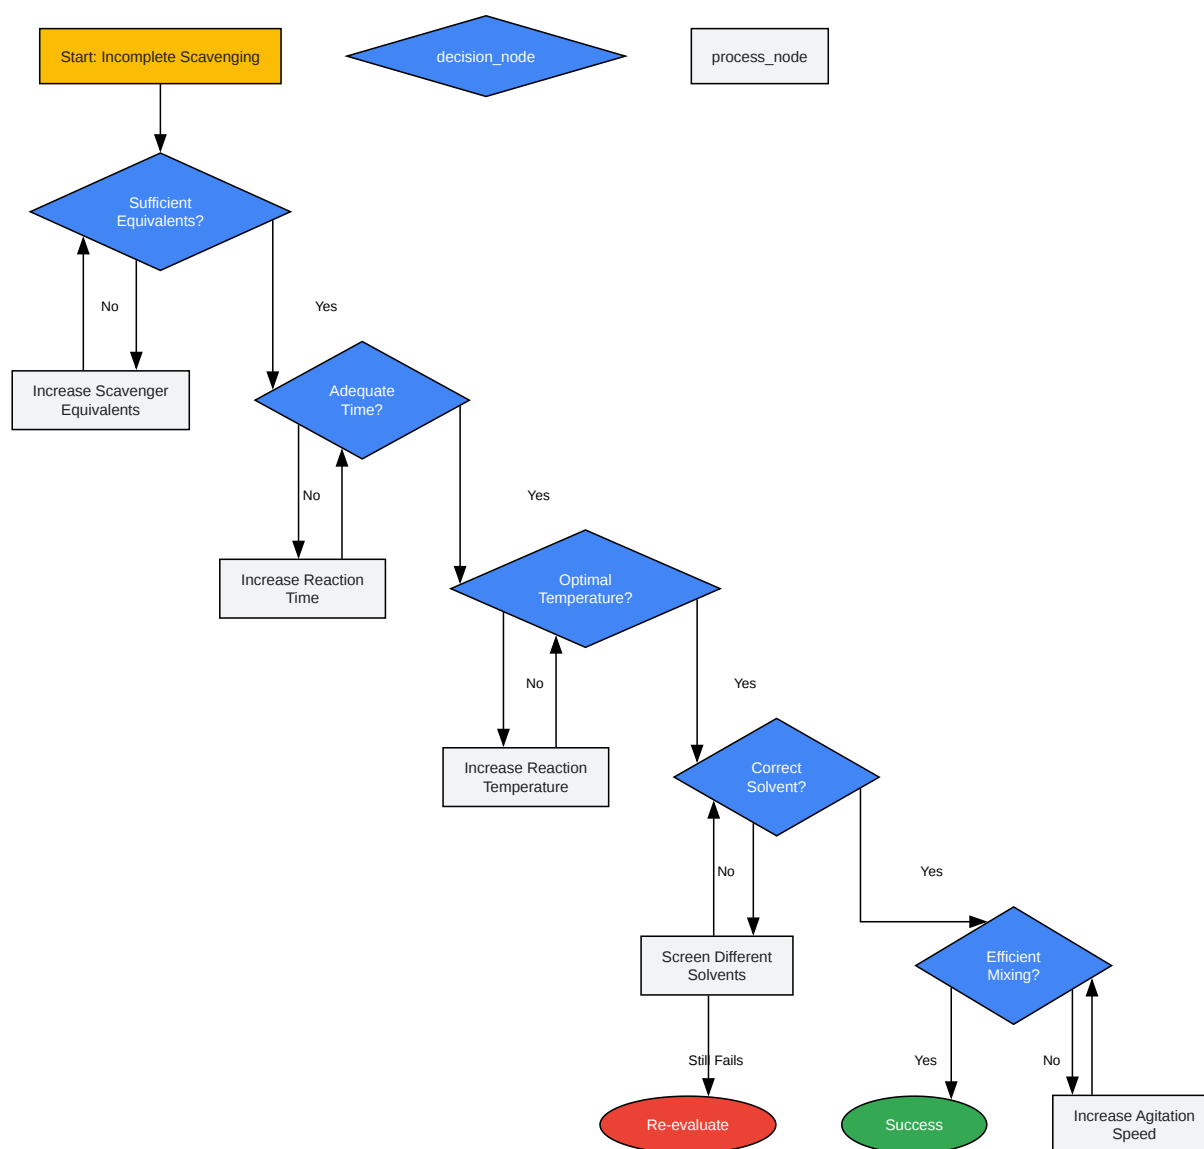 Start: Incomplete Scavenging
decision_node
process_node
Sufficient
Equivalents?
No
Yes
Increase Scavenger
Equivalents
Adequate
Time?
No
Yes
Increase Reaction
Time
Optimal
Temperature?
No
Yes
Increase Reaction
Temperature
Correct
Solvent?
No
Yes
Screen Different
Solvents
Efficient
Mixing?
Still Fails
Yes
No
Re-evaluate
Success
Increase Agitation
Speed